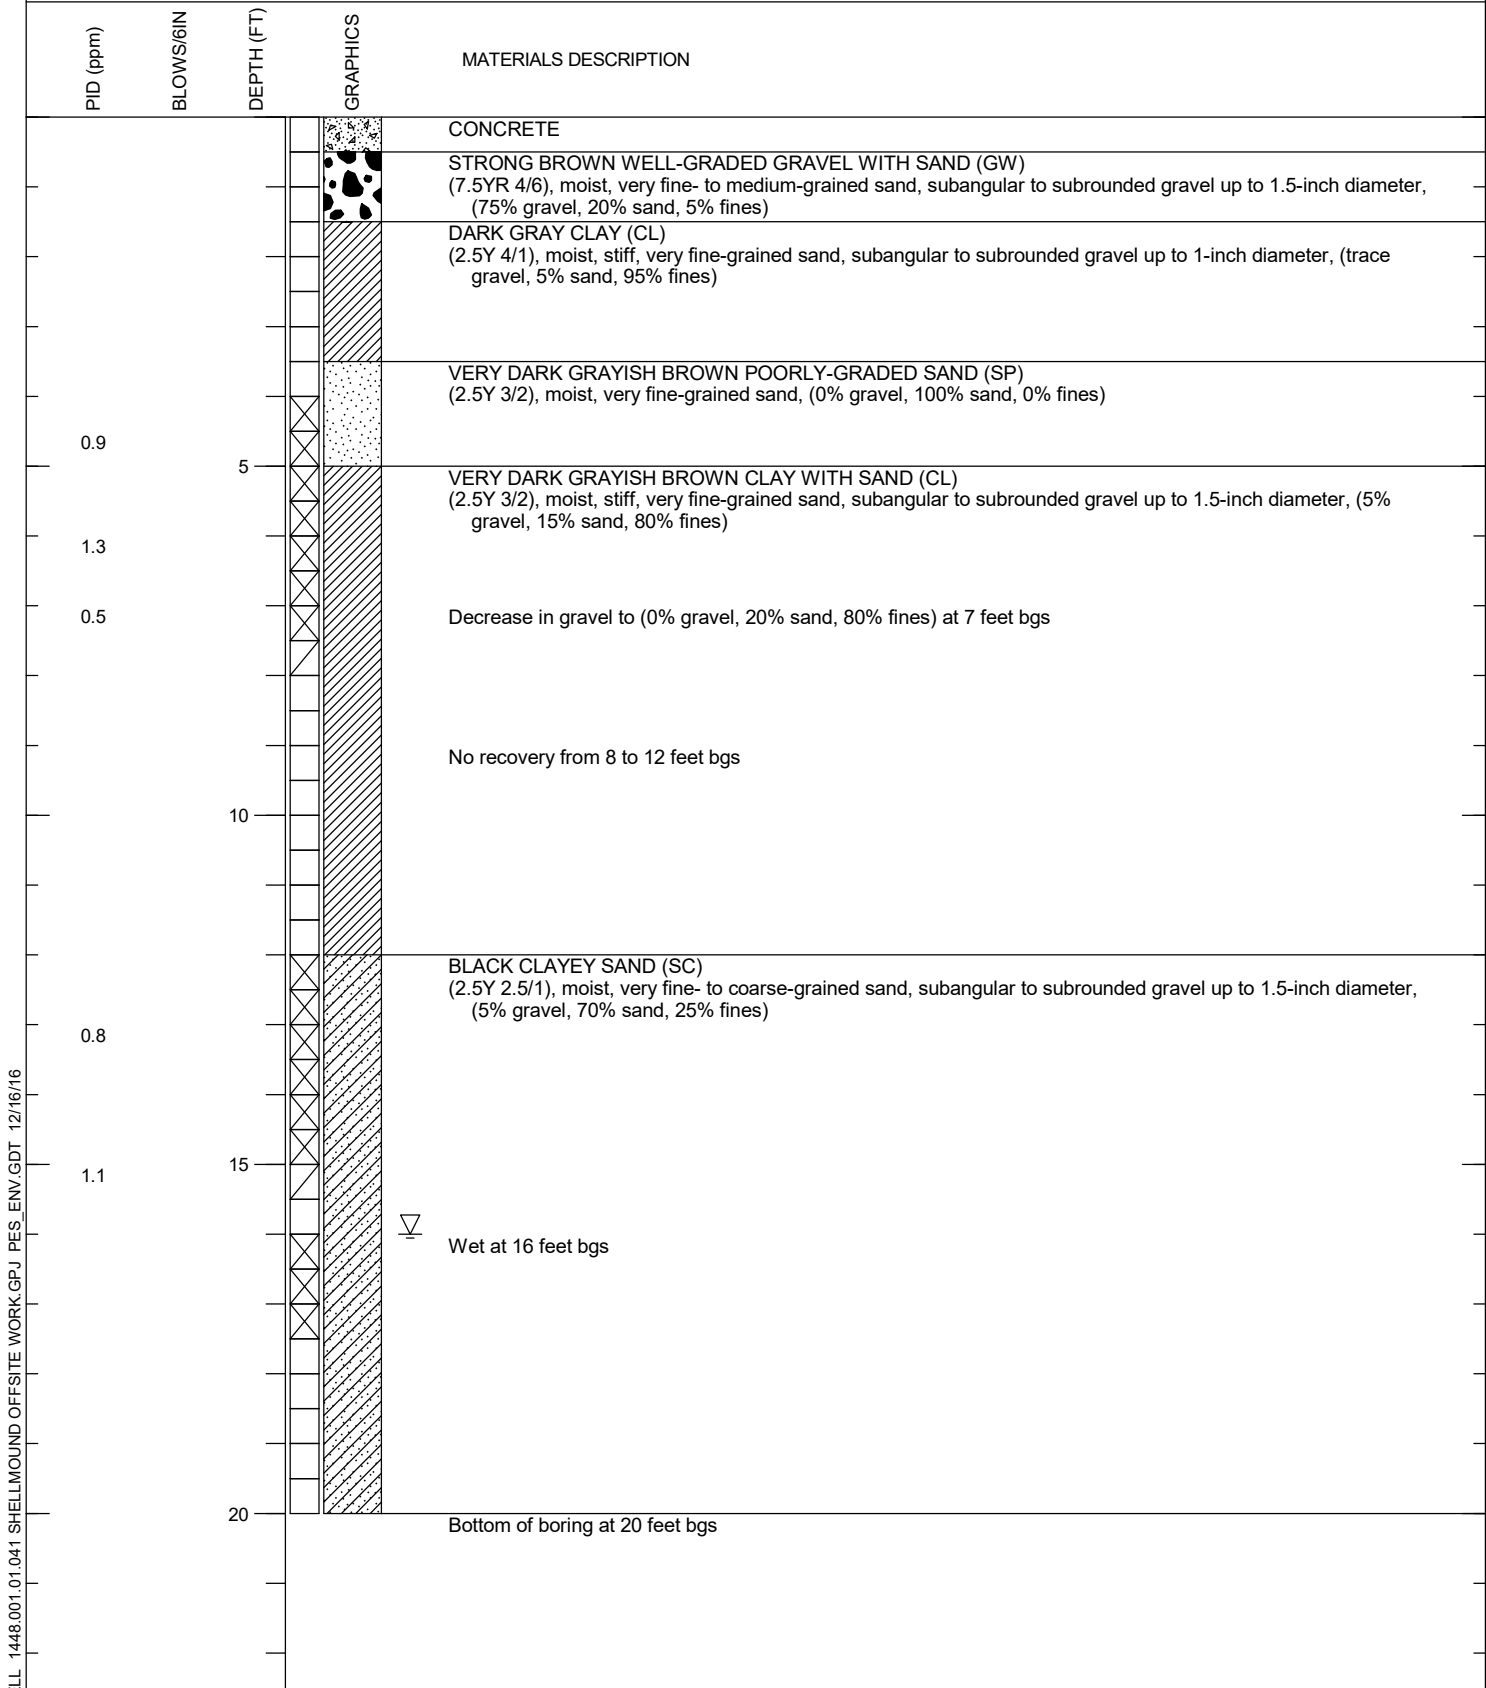 PID (ppm)
BLOWS/6IN
DEPTH (FT)
GRAPHICS
MATERIALS DESCRIPTION
CONCRETE
STRONG BROWN WELL-GRADED GRAVEL WITH SAND (GW)
(7.5YR 4/6), moist, very fine- to medium-grained sand, subangular to subrounded gravel up to 1.5-inch diameter,
(75% gravel, 20% sand, 5% fines)
DARK GRAY CLAY (CL)
(2.5Y 4/1), moist, stiff, very fine-grained sand, subangular to subrounded gravel up to 1-inch diameter, (trace
gravel, 5% sand, 95% fines)
VERY DARK GRAYISH BROWN POORLY-GRADED SAND (SP)
(2.5Y 3/2), moist, very fine-grained sand, (0% gravel, 100% sand, 0% fines)
0.9
5
VERY DARK GRAYISH BROWN CLAY WITH SAND (CL)
(2.5Y 3/2), moist, stiff, very fine-grained sand, subangular to subrounded gravel up to 1.5-inch diameter, (5%
gravel, 15% sand, 80% fines)
1.3
0.5
Decrease in gravel to (0% gravel, 20% sand, 80% fines) at 7 feet bgs
No recovery from 8 to 12 feet bgs
10
BLACK CLAYEY SAND (SC)
(2.5Y 2.5/1), moist, very fine- to coarse-grained sand, subangular to subrounded gravel up to 1.5-inch diameter,
(5% gravel, 70% sand, 25% fines)
0.8
15
1.1
Wet at 16 feet bgs
20
Bottom of boring at 20 feet bgs
1448.001.01.041 SHELLMOUND OFFSITE WORK.GPJ PES_ENV.GDT 12/16/16